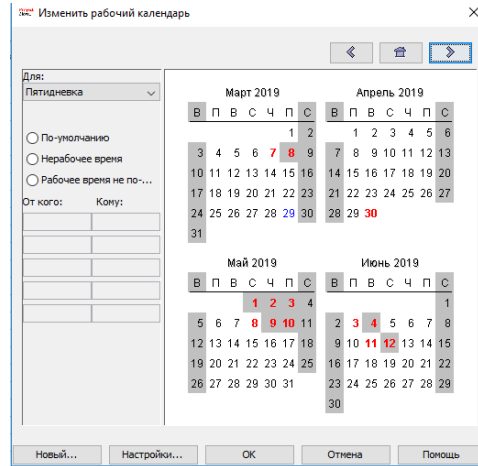 Изменить рабочий календарь
Для:
Пятидневка
По-умолчанию
Нерабочее время
Рабочее время не по-...
От кого: Кому:
Март 2019
В П В С Ч П С
1 2
3 4 5 6 7 8 9
10 11 12 13 14 15 16
17 18 19 20 21 22 23
24 25 26 27 28 29 30
31
Апрель 2019
В П В С Ч П С
1 2 3 4 5 6
7 8 9 10 11 12 13
14 15 16 17 18 19 20
21 22 23 24 25 26 27
28 29 30
Май 2019
В П В С Ч П С
1 2 3 4
5 6 7 8 9 10 11
12 13 14 15 16 17 18
19 20 21 22 23 24 25
26 27 28 29 30 31
Июнь 2019
В П В С Ч П С
1
2 3 4 5 6 7 8
9 10 11 12 13 14 15
16 17 18 19 20 21 22
23 24 25 26 27 28 29
30
Новый... Настройки... ОК Отмена Помощь